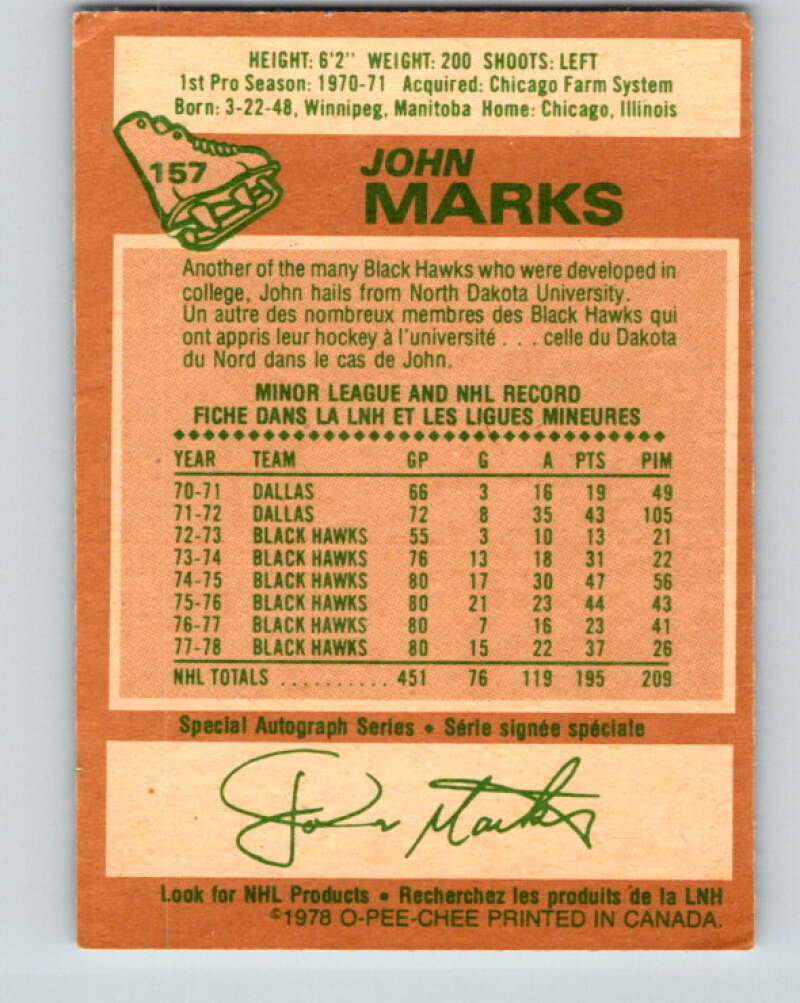 HEIGHT: 6'2" WEIGHT: 200 SHOOTS: LEFT
1st Pro Season: 1970-71 Acquired: Chicago Farm System
Born: 3-22-48, Winnipeg, Manitoba Home: Chicago, Illinois
157
JOHN
MARKS
Another of the many Black Hawks who were developed in
college, John hails from North Dakota University.
Un autre des nombreux membres des Black Hawks qui
ont appris leur hockey à l'université . . . celle du Dakota
du Nord dans le cas de John.
MINOR LEAGUE AND NHL RECORD
FICHE DANS LA LNH ET LES LIGUES MINEURES
YEAR TEAM GP G A PTS PIM
70-71 DALLAS 66 3 16 19 49
71-72 DALLAS 72 8 35 43 105
72-73 BLACK HAWKS 55 3 10 13 21
73-74 BLACK HAWKS 76 13 18 31 22
74-75 BLACK HAWKS 80 17 30 47 56
75-76 BLACK HAWKS 80 21 23 44 43
76-77 BLACK HAWKS 80 7 16 23 41
77-78 BLACK HAWKS 80 15 22 37 26
NHL TOTALS .......... 451 76 119 195 209
Special Autograph Series • Série signée spéciale
John Marks
Look for NHL Products • Recherchez les produits de la LNH
©1978 O-PEE-CHEE PRINTED IN CANADA.